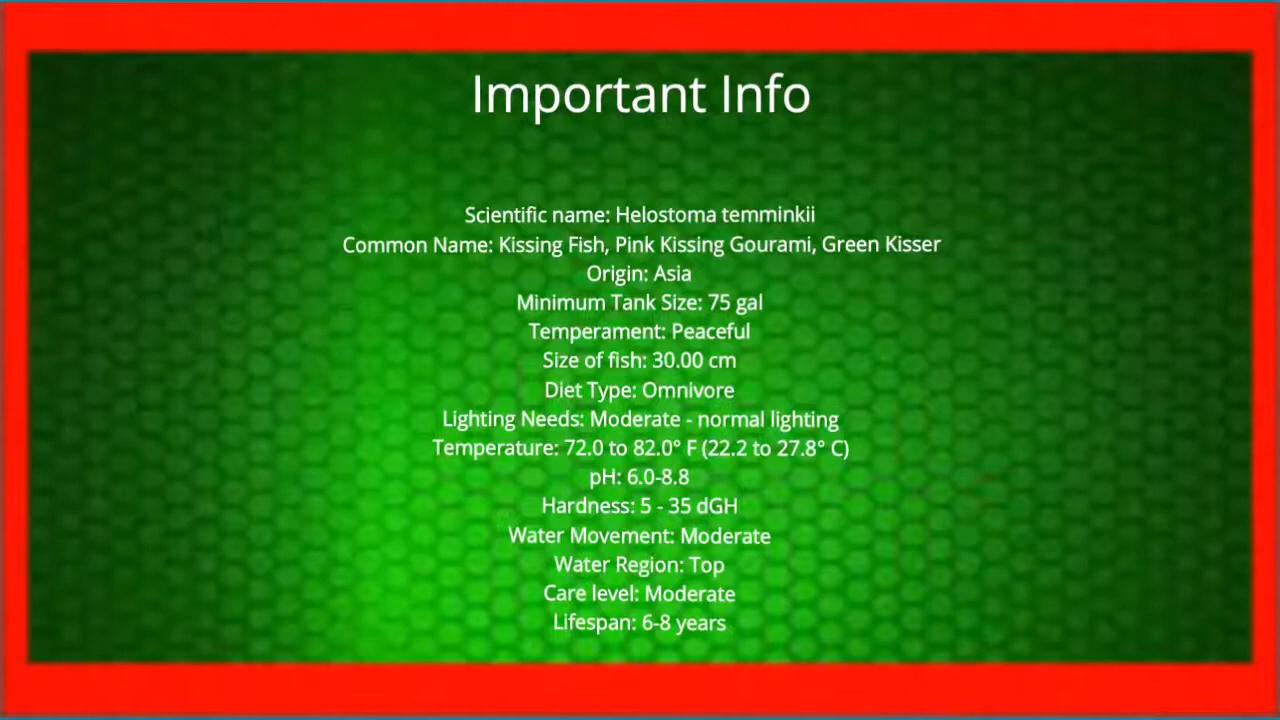 Important Info
Scientific name: Helostoma temminkii
Common Name: Kissing Fish, Pink Kissing Gourami, Green Kisser
Origin: Asia
Minimum Tank Size: 75 gal
Temperament: Peaceful
Size of fish: 30.00 cm
Diet Type: Omnivore
Lighting Needs: Moderate - normal lighting
Temperature: 72.0 to 82.0° F (22.2 to 27.8° C)
pH: 6.0-8.8
Hardness: 5 - 35 dGH
Water Movement: Moderate
Water Region: Top
Care level: Moderate
Lifespan: 6-8 years